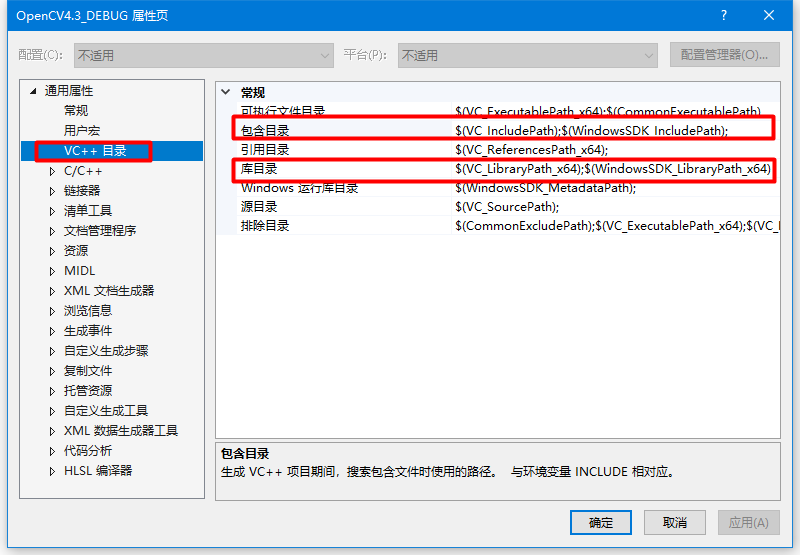 OpenCV4.3_DEBUG 属性页
配置(C): 不适用 平台(P): 不适用 配置管理器(O)...
通用属性
常规
用户宏
VC++ 目录
C/C++
链接器
清单工具
文档管理程序
资源
MIDL
XML 文档生成器
浏览信息
生成事件
自定义生成步骤
复制文件
托管资源
自定义生成工具
XML 数据生成器工具
代码分析
HLSL 编译器
常规
可执行文件目录 $(VC_ExecutablePath_x64);$(CommonExecutablePath)
包含目录 $(VC_IncludePath);$(WindowsSDK_IncludePath);
引用目录 $(VC_ReferencesPath_x64);
库目录 $(VC_LibraryPath_x64);$(WindowsSDK_LibraryPath_x64)
Windows 运行库目录 $(WindowsSDK_MetadataPath);
源目录 $(VC_SourcePath);
排除目录 $(CommonExcludePath);$(VC_ExecutablePath_x64);$(VC_
包含目录
生成 VC++ 项目期间，搜索包含文件时使用的路径。 与环境变量 INCLUDE 相对应。
确定 取消 应用(A)